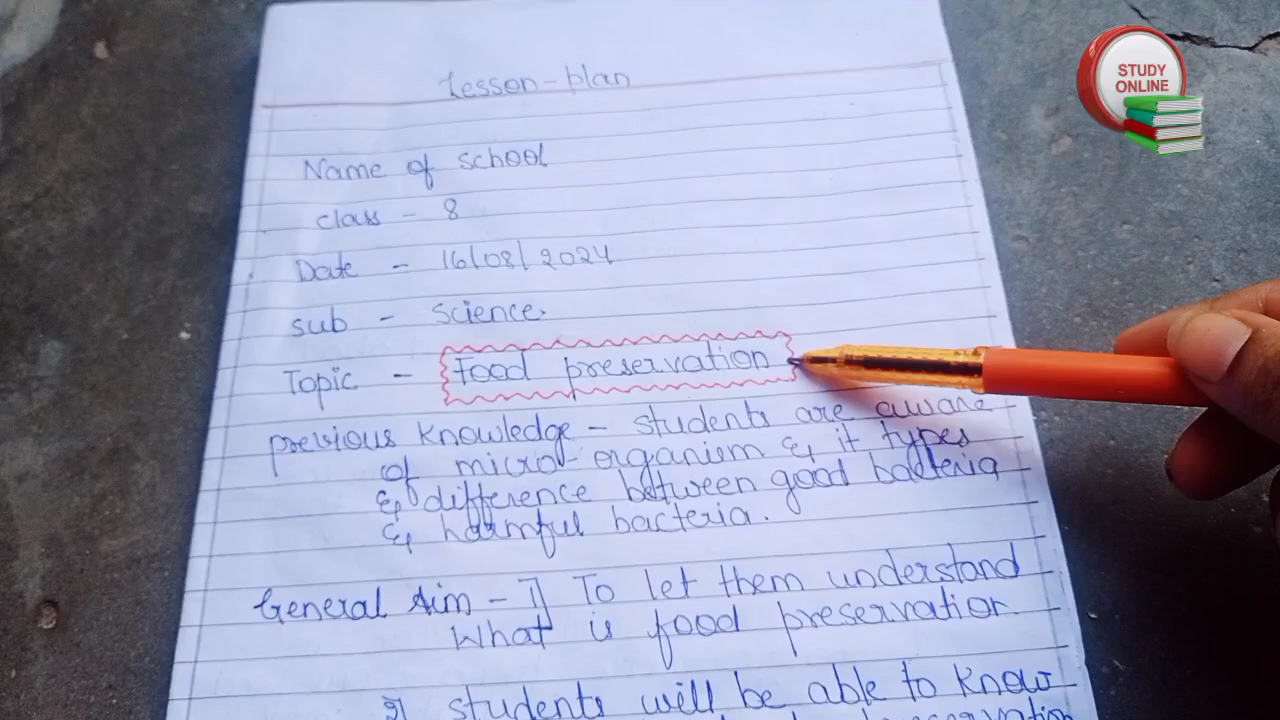 STUDY
ONLINE
Lesson-plan
Name of school
class - 8
Date - 16/08/2024
sub - science.
Topic - Food preservation
previous knowledge - students are aware
of micro organism & it types
& difference between good bacteria
& harmful bacteria.
General Aim - 1) To let them understand
What is food preservation
2) students will be able to know
preservation